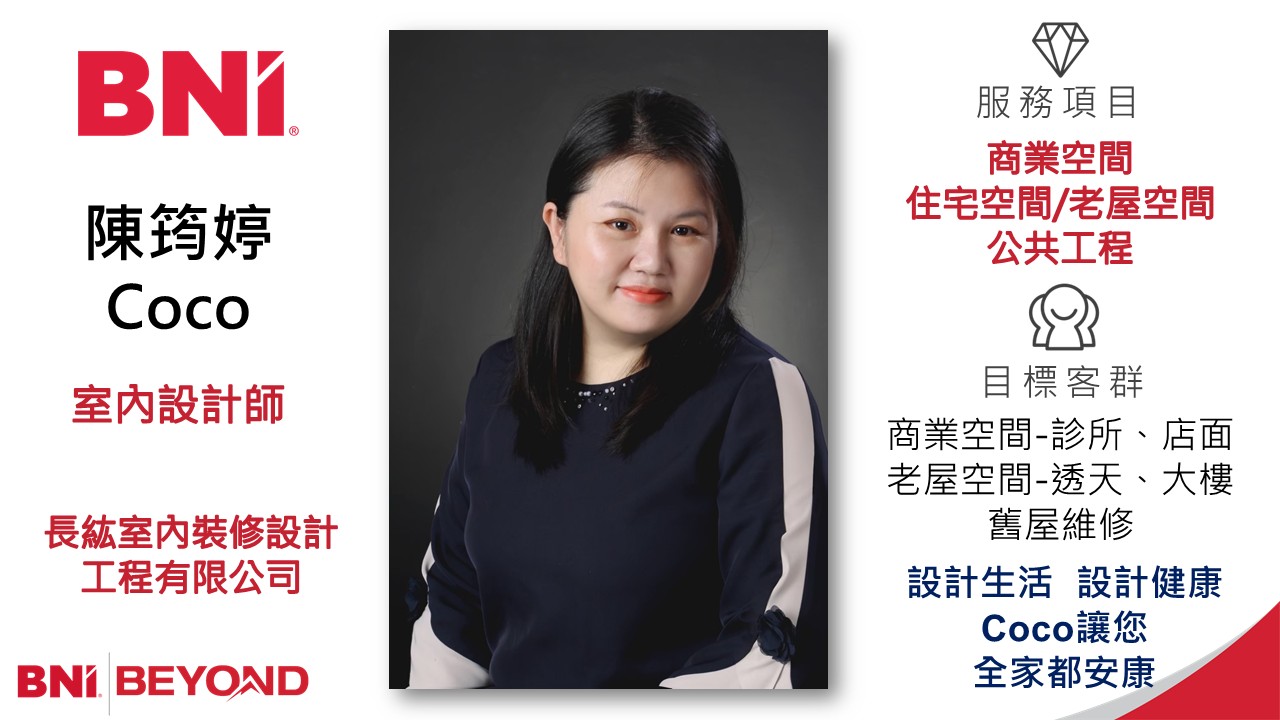 BNI®
陳筠婷
Coco
室內設計師
長紘室內裝修設計
工程有限公司
BNI® BEYOND
服務項目
商業空間
住宅空間/老屋空間
公共工程
目標客群
商業空間-診所、店面
老屋空間-透天、大樓
舊屋維修
設計生活 設計健康
Coco讓您
全家都安康